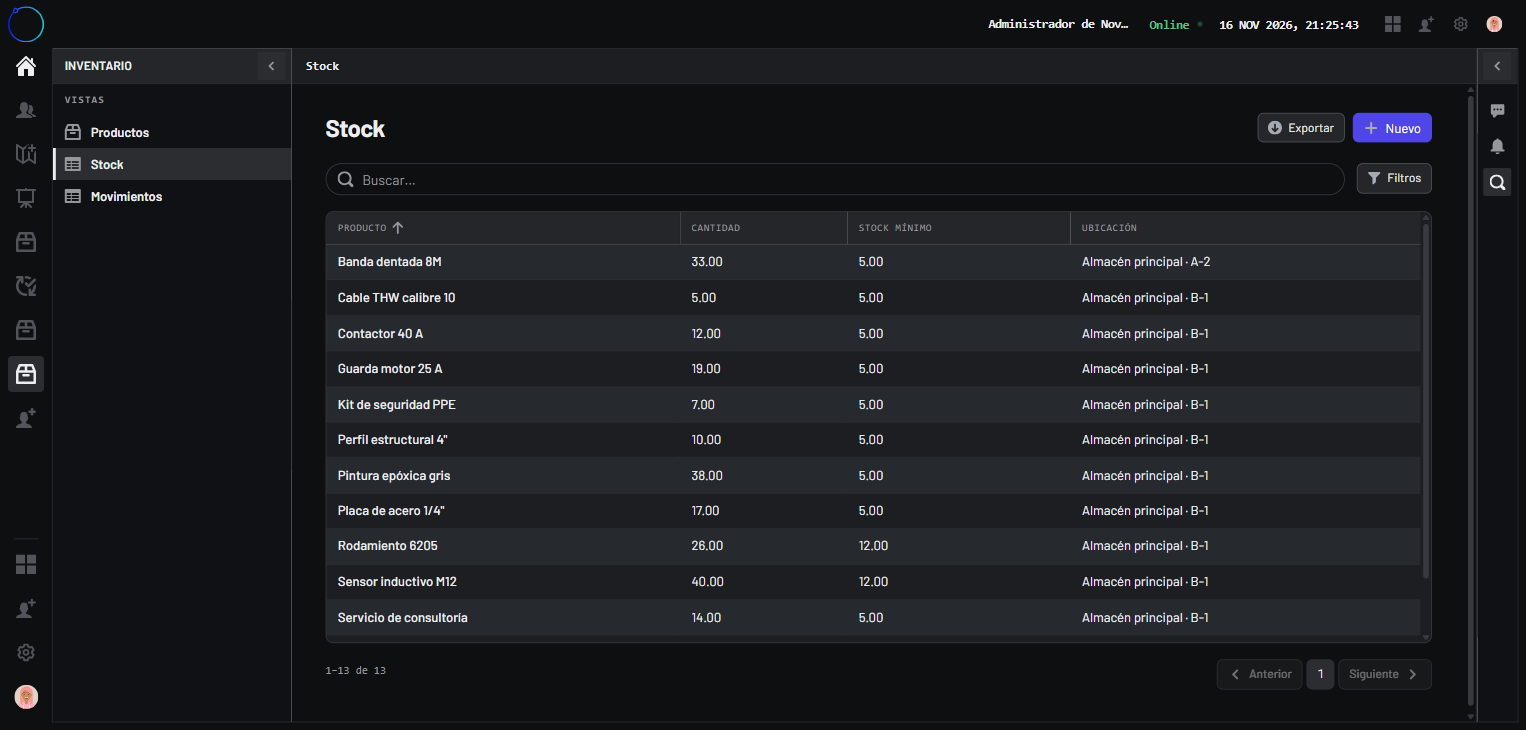 Administrador de Nov… Online 16 NOV 2026, 21:25:43
INVENTARIO
Stock
VISTAS
Productos
Stock
Movimientos
Stock
Exportar
Nuevo
Buscar...
Filtros
PRODUCTO CANTIDAD STOCK MÍNIMO UBICACIÓN
Banda dentada 8M 33.00 5.00 Almacén principal · A-2
Cable THW calibre 10 5.00 5.00 Almacén principal · B-1
Contactor 40 A 12.00 5.00 Almacén principal · B-1
Guarda motor 25 A 19.00 5.00 Almacén principal · B-1
Kit de seguridad PPE 7.00 5.00 Almacén principal · B-1
Perfil estructural 4" 10.00 5.00 Almacén principal · B-1
Pintura epóxica gris 38.00 5.00 Almacén principal · B-1
Placa de acero 1/4" 17.00 5.00 Almacén principal · B-1
Rodamiento 6205 26.00 12.00 Almacén principal · B-1
Sensor inductivo M12 40.00 12.00 Almacén principal · B-1
Servicio de consultoría 14.00 5.00 Almacén principal · B-1
1–13 de 13
Anterior 1 Siguiente